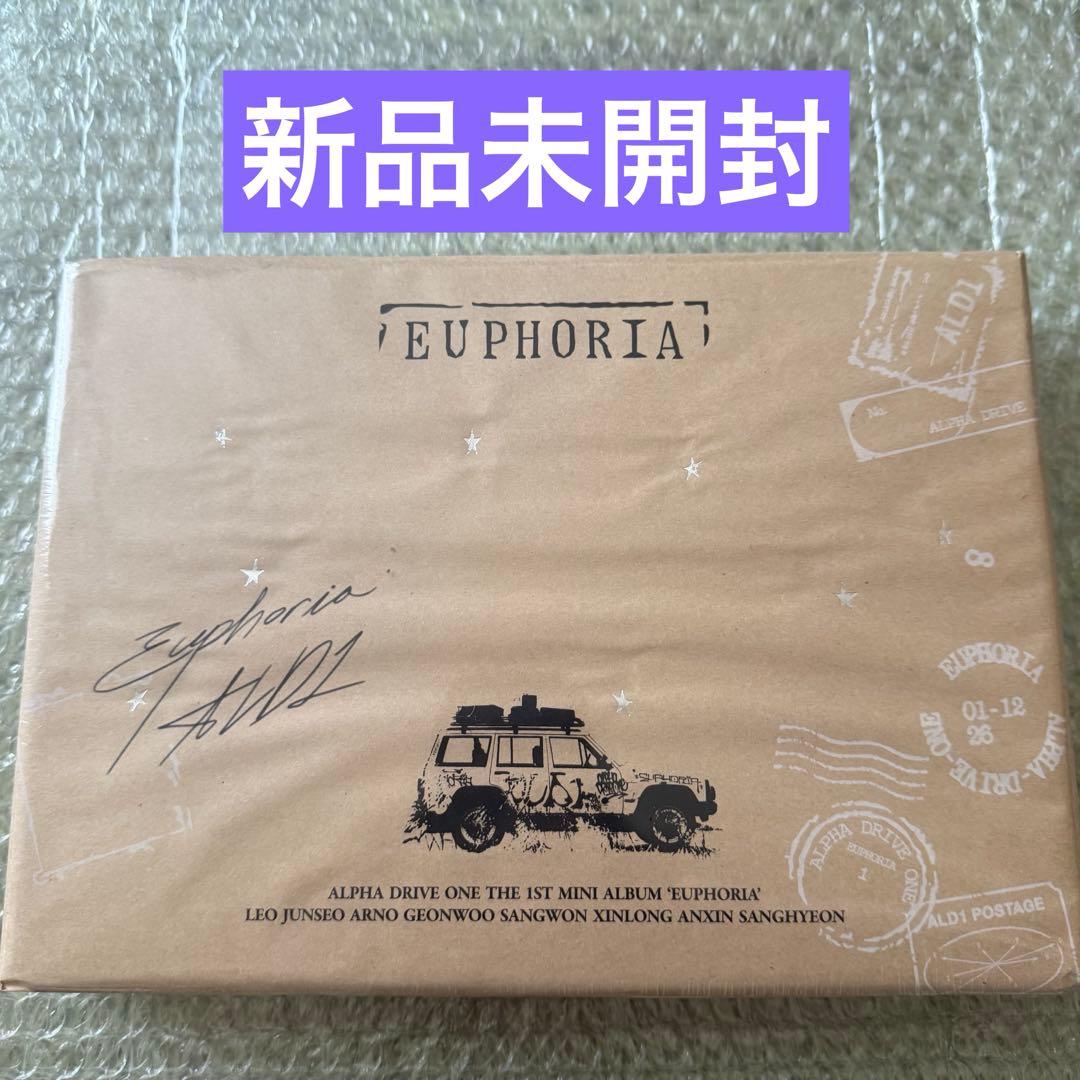 新品未開封
EUPHORIA
ALD1
No.
ALPHA DRIVE
8
Euphoria
ALD1
EUPHORIA
01-12
26
ALPHA-DRIVE-ONE
EUPHORIA
ALPHA DRIVE ONE
EUPHORIA
1
ALPHA DRIVE ONE THE 1ST MINI ALBUM ‘EUPHORIA’
LEO JUNSEO ARNO GEONWOO SANGWON XINLONG ANXIN SANGHYEON
ALD1 POSTAGE